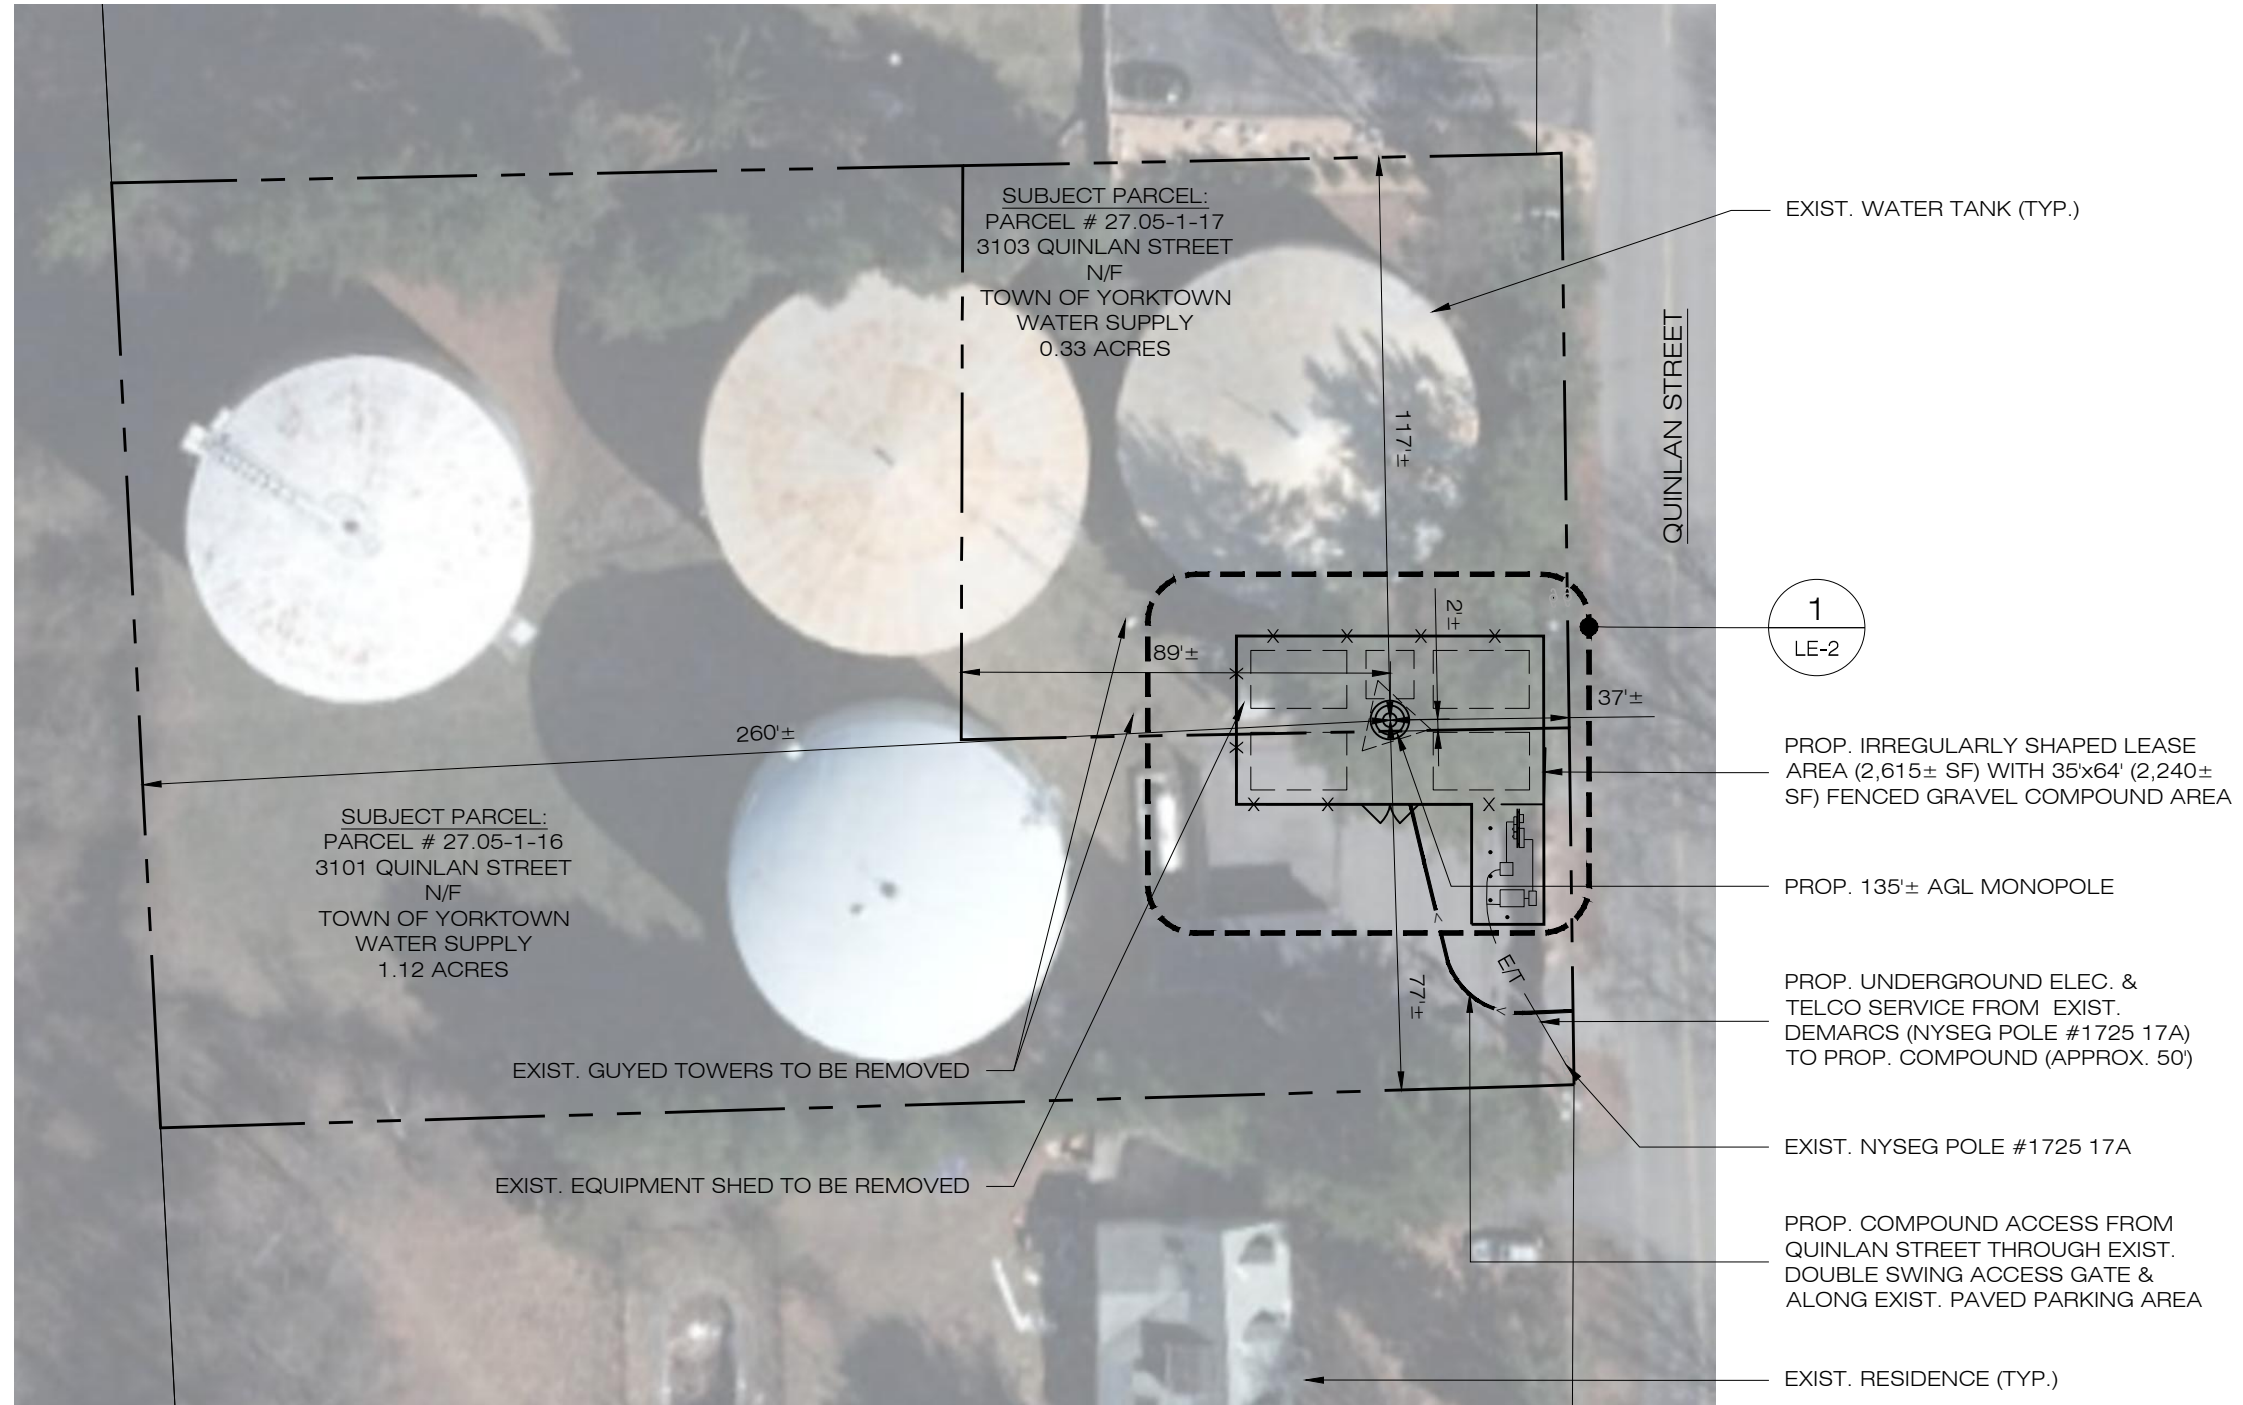 SUBJECT PARCEL:
PARCEL # 27.05-1-17
3103 QUINLAN STREET
N/F
TOWN OF YORKTOWN
WATER SUPPLY
0.33 ACRES
EXIST. WATER TANK (TYP.)
QUINLAN STREET
117'±
2'±
1
LE-2
89'±
37'±
260'±
PROP. IRREGULARLY SHAPED LEASE
AREA (2,615± SF) WITH 35'x64' (2,240±
SF) FENCED GRAVEL COMPOUND AREA
SUBJECT PARCEL:
PARCEL # 27.05-1-16
3101 QUINLAN STREET
N/F
TOWN OF YORKTOWN
WATER SUPPLY
1.12 ACRES
PROP. 135'± AGL MONOPOLE
E/T
77'±
PROP. UNDERGROUND ELEC. &
TELCO SERVICE FROM EXIST.
DEMARCS (NYSEG POLE #1725 17A)
TO PROP. COMPOUND (APPROX. 50')
EXIST. GUYED TOWERS TO BE REMOVED
EXIST. NYSEG POLE #1725 17A
EXIST. EQUIPMENT SHED TO BE REMOVED
PROP. COMPOUND ACCESS FROM
QUINLAN STREET THROUGH EXIST.
DOUBLE SWING ACCESS GATE &
ALONG EXIST. PAVED PARKING AREA
EXIST. RESIDENCE (TYP.)